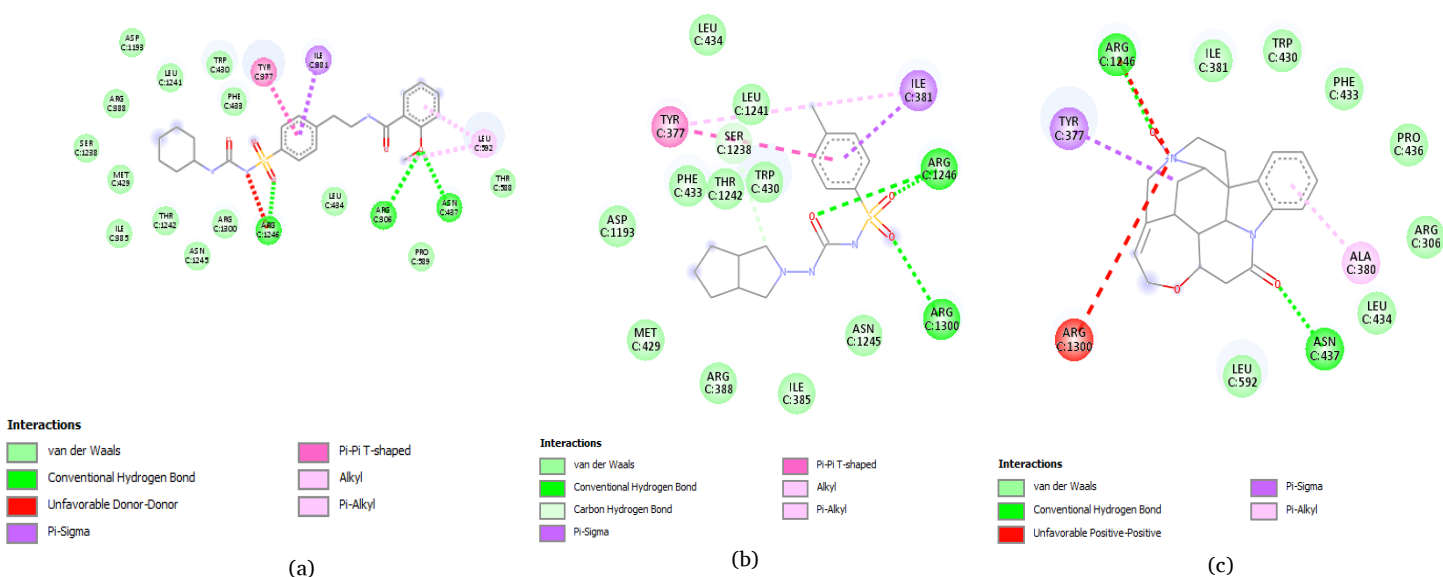 ASP
C:1193
LEU
C:1241
TRP
C:430
TYR
C:377
ILE
C:381
ARG
C:388
PHE
C:433
SER
C:1238
MET
C:429
ILE
C:385
THR
C:1242
ASN
C:1245
ARG
C:1300
ARG
C:1246
LEU
C:434
ARG
C:306
ASN
C:437
PRO
C:589
THR
C:588
LEU
C:592
O
O
O
N
N
S
O
O
Interactions
van der Waals
Conventional Hydrogen Bond
Unfavorable Donor-Donor
Pi-Sigma
Pi-Pi T-shaped
Alkyl
Pi-Alkyl
(a)
LEU
C:434
LEU
C:1241
ILE
C:381
TYR
C:377
SER
C:1238
PHE
C:433
THR
C:1242
TRP
C:430
ARG
C:1246
ASP
C:1193
O
O
S
O
N
N
N
ARG
C:1300
MET
C:429
ASN
C:1245
ARG
C:388
ILE
C:385
Interactions
van der Waals
Conventional Hydrogen Bond
Carbon Hydrogen Bond
Pi-Sigma
Pi-Pi T-shaped
Alkyl
Pi-Alkyl
(b)
ARG
C:1246
ILE
C:381
TRP
C:430
PHE
C:433
TYR
C:377
PRO
C:436
ARG
C:306
ALA
C:380
LEU
C:434
ARG
C:1300
ASN
C:437
LEU
C:592
O
N
N
O
O
Interactions
van der Waals
Conventional Hydrogen Bond
Unfavorable Positive-Positive
Pi-Sigma
Pi-Alkyl
(c)